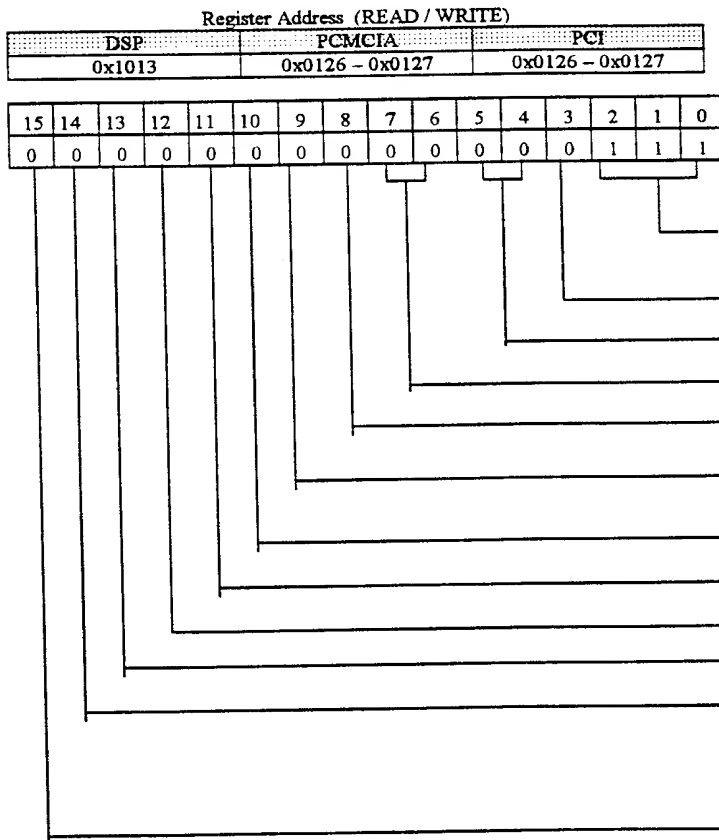 Register Address (READ / WRITE)
DSP PCMCIA PCI
0x1013 0x0126 – 0x0127 0x0126 – 0x0127
15 14 13 12 11 10 9 8 7 6 5 4 3 2 1 0
0 0 0 0 0 0 0 0 0 0 0 0 0 1 1 1